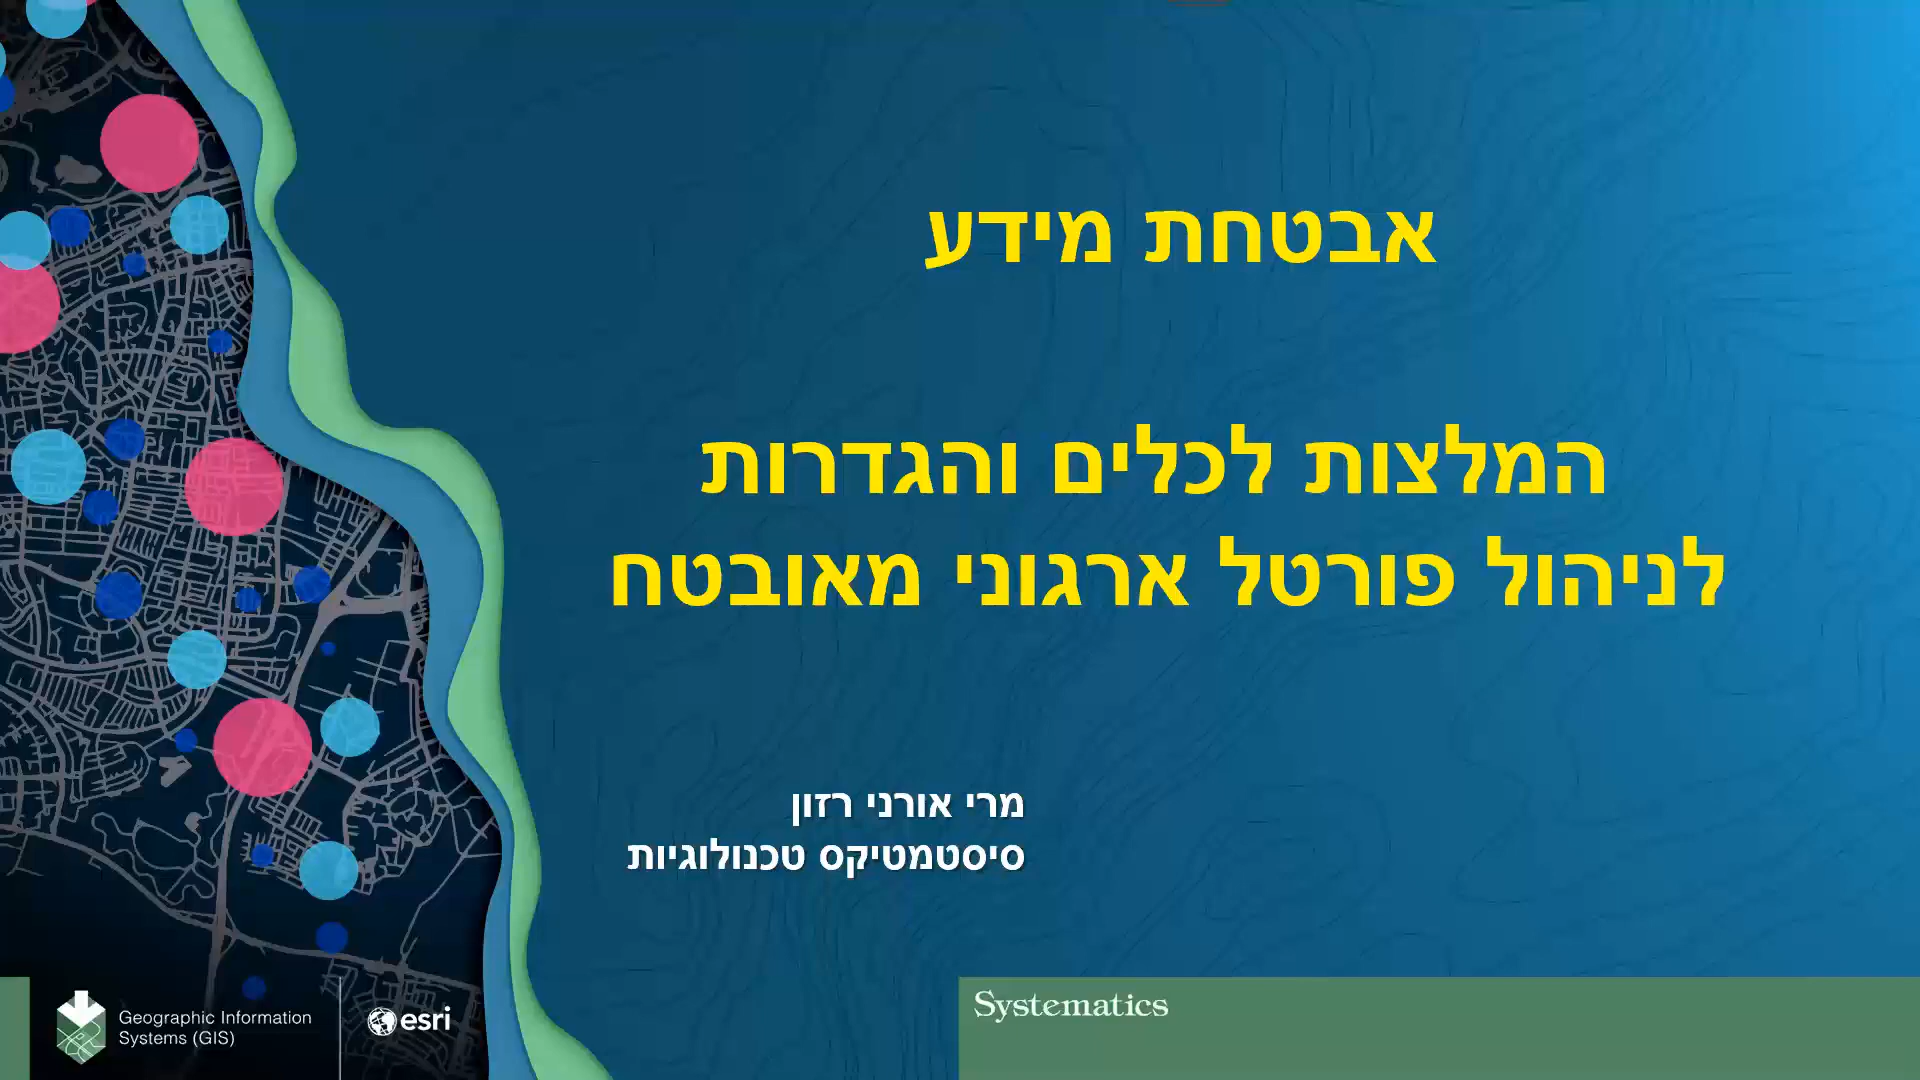 אבטחת מידע
המלצות לכלים והגדרות
לניהול פורטל ארגוני מאובטח
מרי אורני רזון
סיסטמטיקס טכנולוגיות
Geographic Information
Systems (GIS)
esri
Systematics